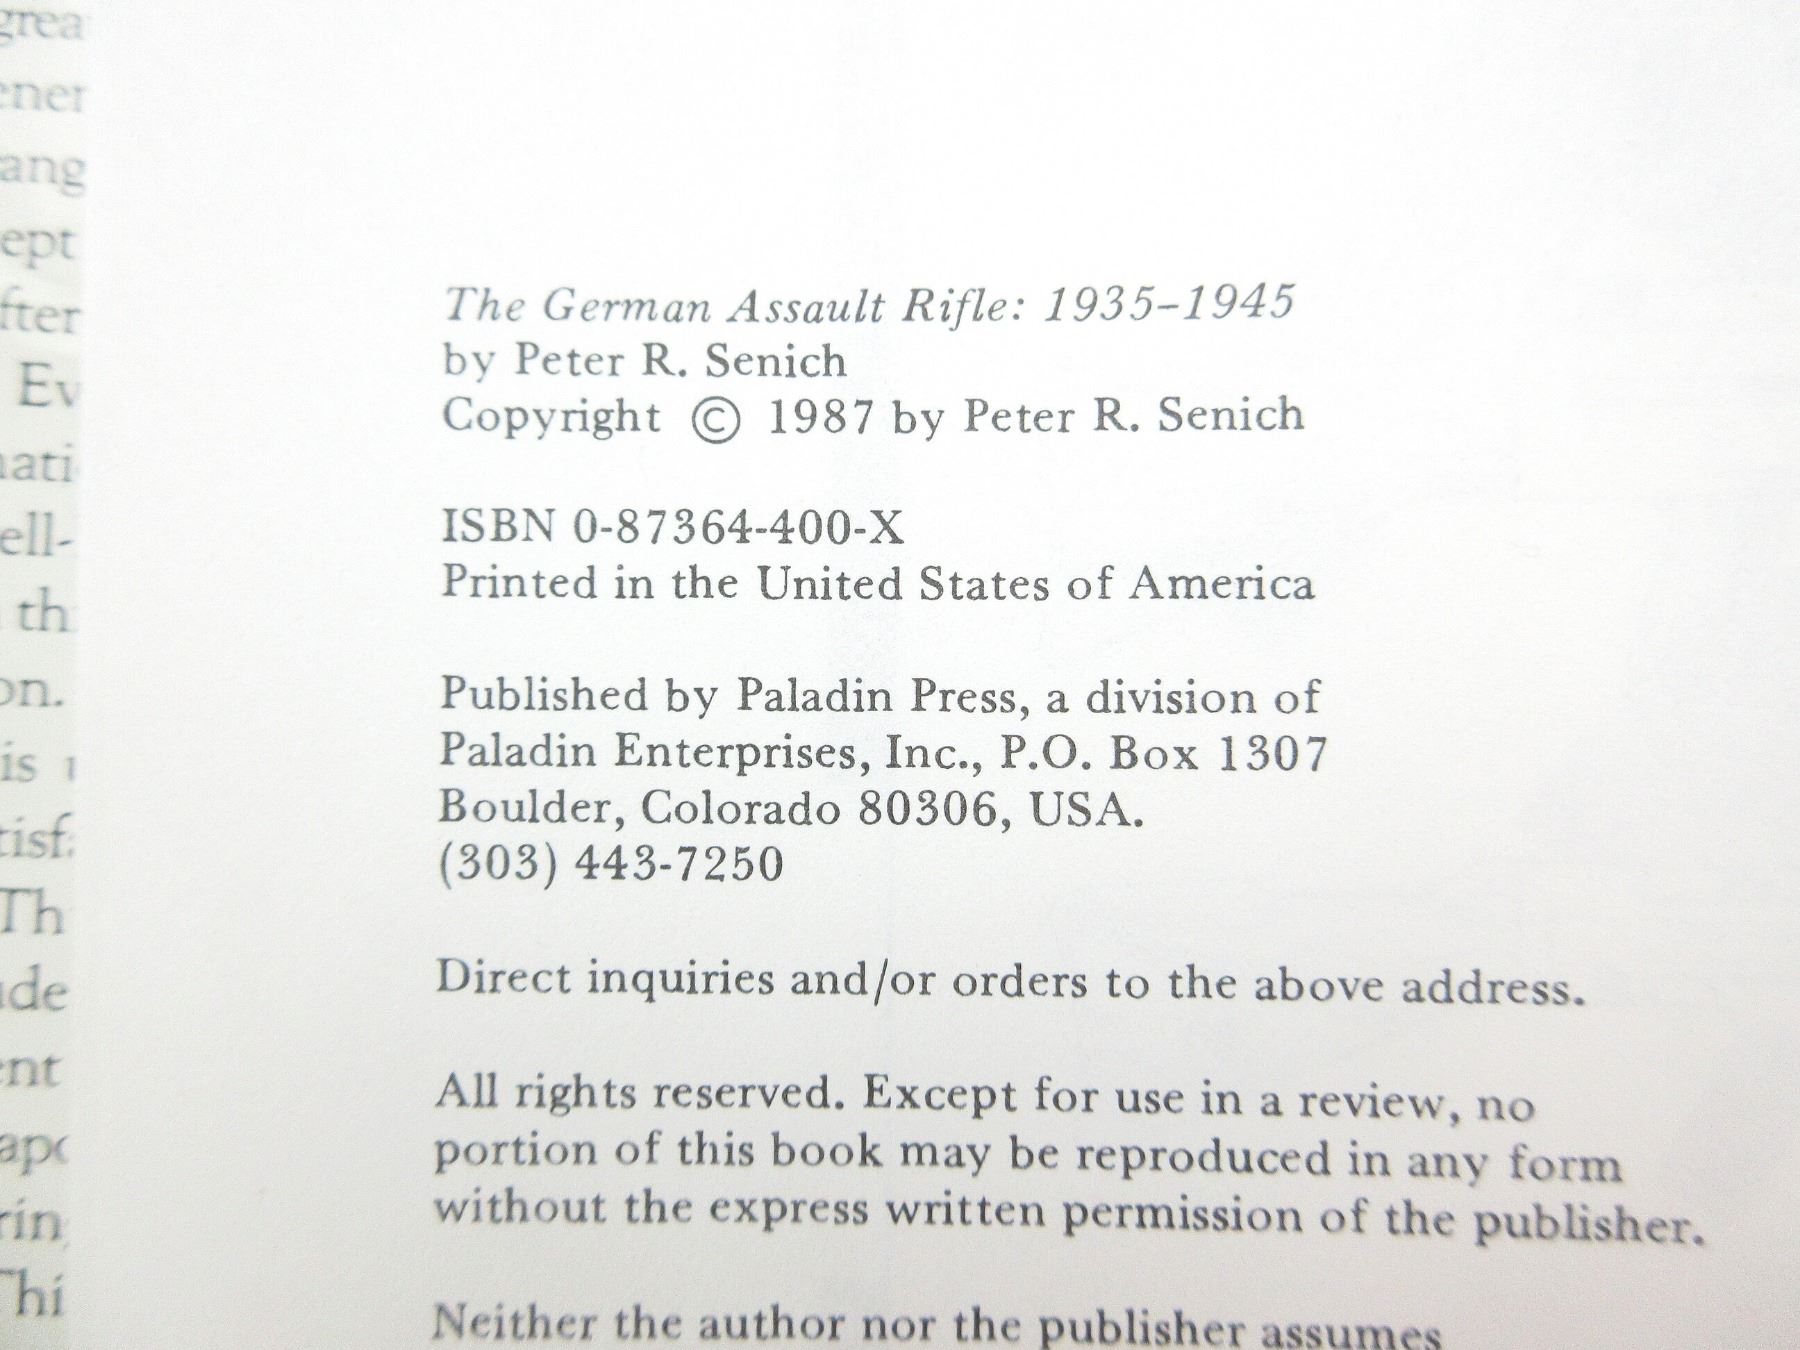 The German Assault Rifle: 1935–1945
by Peter R. Senich
Copyright © 1987 by Peter R. Senich
ISBN 0-87364-400-X
Printed in the United States of America
Published by Paladin Press, a division of
Paladin Enterprises, Inc., P.O. Box 1307
Boulder, Colorado 80306, USA.
(303) 443-7250
Direct inquiries and/or orders to the above address.
All rights reserved. Except for use in a review, no
portion of this book may be reproduced in any form
without the express written permission of the publisher.
Neither the author nor the publisher assumes